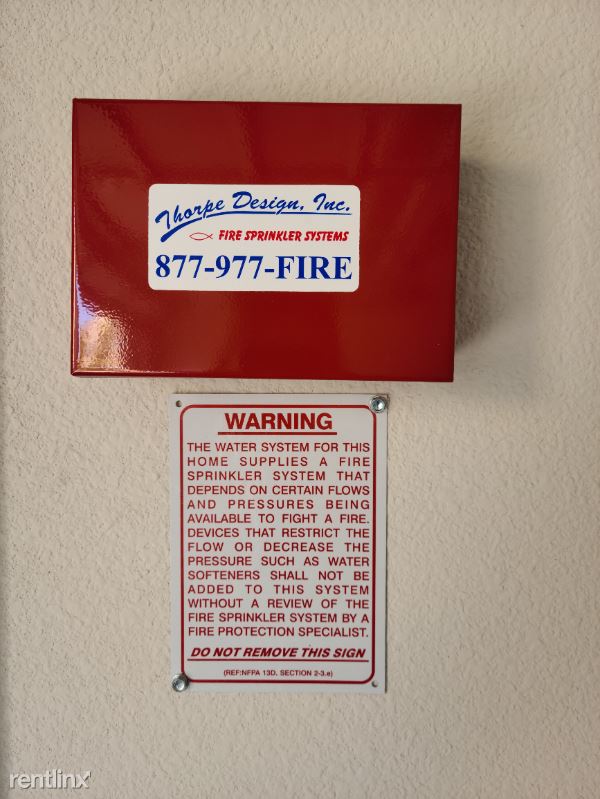 Thorpe Design, Inc.
FIRE SPRINKLER SYSTEMS
877-977-FIRE
WARNING
THE WATER SYSTEM FOR THIS
HOME SUPPLIES A FIRE
SPRINKLER SYSTEM THAT
DEPENDS ON CERTAIN FLOWS
AND PRESSURES BEING
AVAILABLE TO FIGHT A FIRE.
DEVICES THAT RESTRICT THE
FLOW OR DECREASE THE
PRESSURE SUCH AS WATER
SOFTENERS SHALL NOT BE
ADDED TO THIS SYSTEM
WITHOUT A REVIEW OF THE
FIRE SPRINKLER SYSTEM BY A
FIRE PROTECTION SPECIALIST.
DO NOT REMOVE THIS SIGN
(REF:NFPA 13D. SECTION 2-3.e)
rentlinx